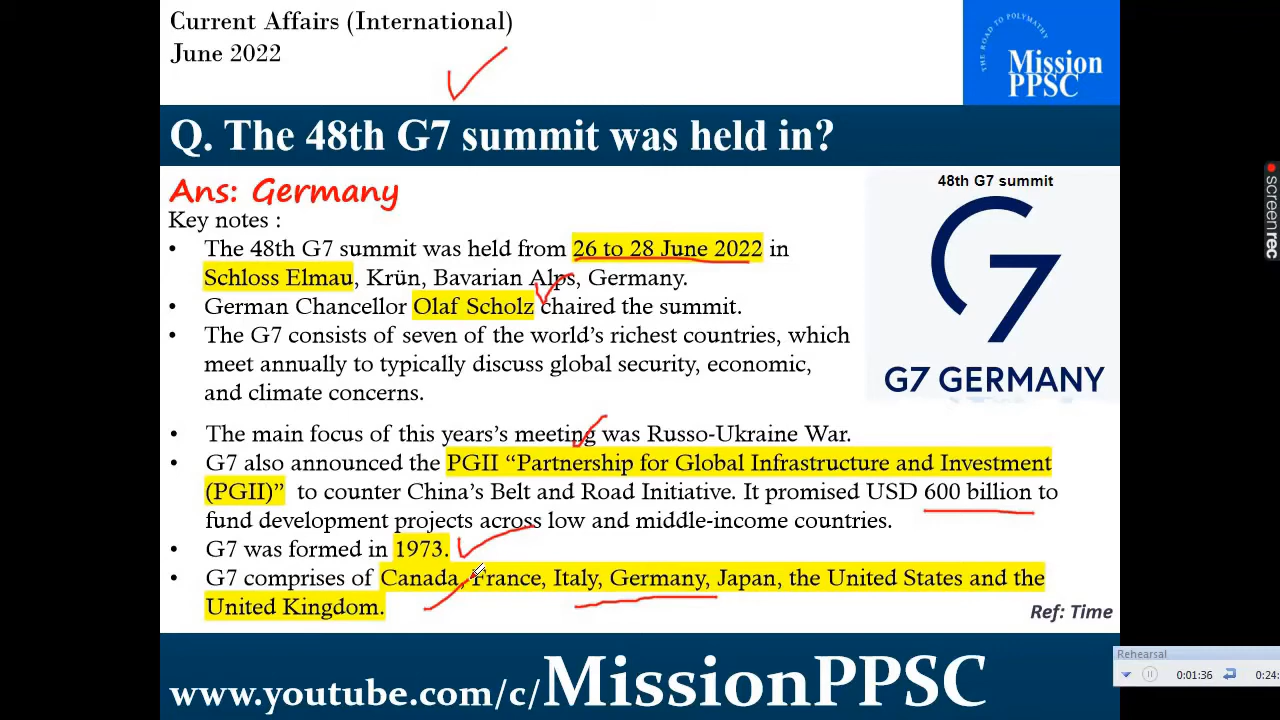 Current Affairs (International)
June 2022
THE ROAD TO POLYMATHY
Mission
PPSC
Q. The 48th G7 summit was held in?
Ans: Germany
Key notes :
• The 48th G7 summit was held from 26 to 28 June 2022 in
Schloss Elmau, Krün, Bavarian Alps, Germany.
• German Chancellor Olaf Scholz chaired the summit.
• The G7 consists of seven of the world's richest countries, which
meet annually to typically discuss global security, economic,
and climate concerns.
48th G7 summit
G7
G7 GERMANY
• The main focus of this years's meeting was Russo-Ukraine War.
• G7 also announced the PGII “Partnership for Global Infrastructure and Investment
(PGII)” to counter China's Belt and Road Initiative. It promised USD 600 billion to
fund development projects across low and middle-income countries.
• G7 was formed in 1973.
• G7 comprises of Canada, France, Italy, Germany, Japan, the United States and the
United Kingdom.
Ref: Time
www.youtube.com/c/MissionPPSC
screenrec
Rehearsal
0:01:36
0:24: